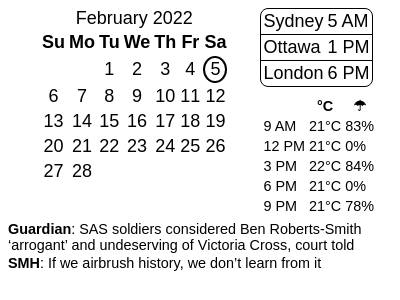 February 2022
Su Mo Tu We Th Fr Sa
1 2 3 4 5
6 7 8 9 10 11 12
13 14 15 16 17 18 19
20 21 22 23 24 25 26
27 28
Sydney 5 AM
Ottawa 1 PM
London 6 PM
°C ☂
9 AM 21°C 83%
12 PM 21°C 0%
3 PM 22°C 84%
6 PM 21°C 0%
9 PM 21°C 78%
Guardian: SAS soldiers considered Ben Roberts-Smith
‘arrogant’ and undeserving of Victoria Cross, court told
SMH: If we airbrush history, we don’t learn from it